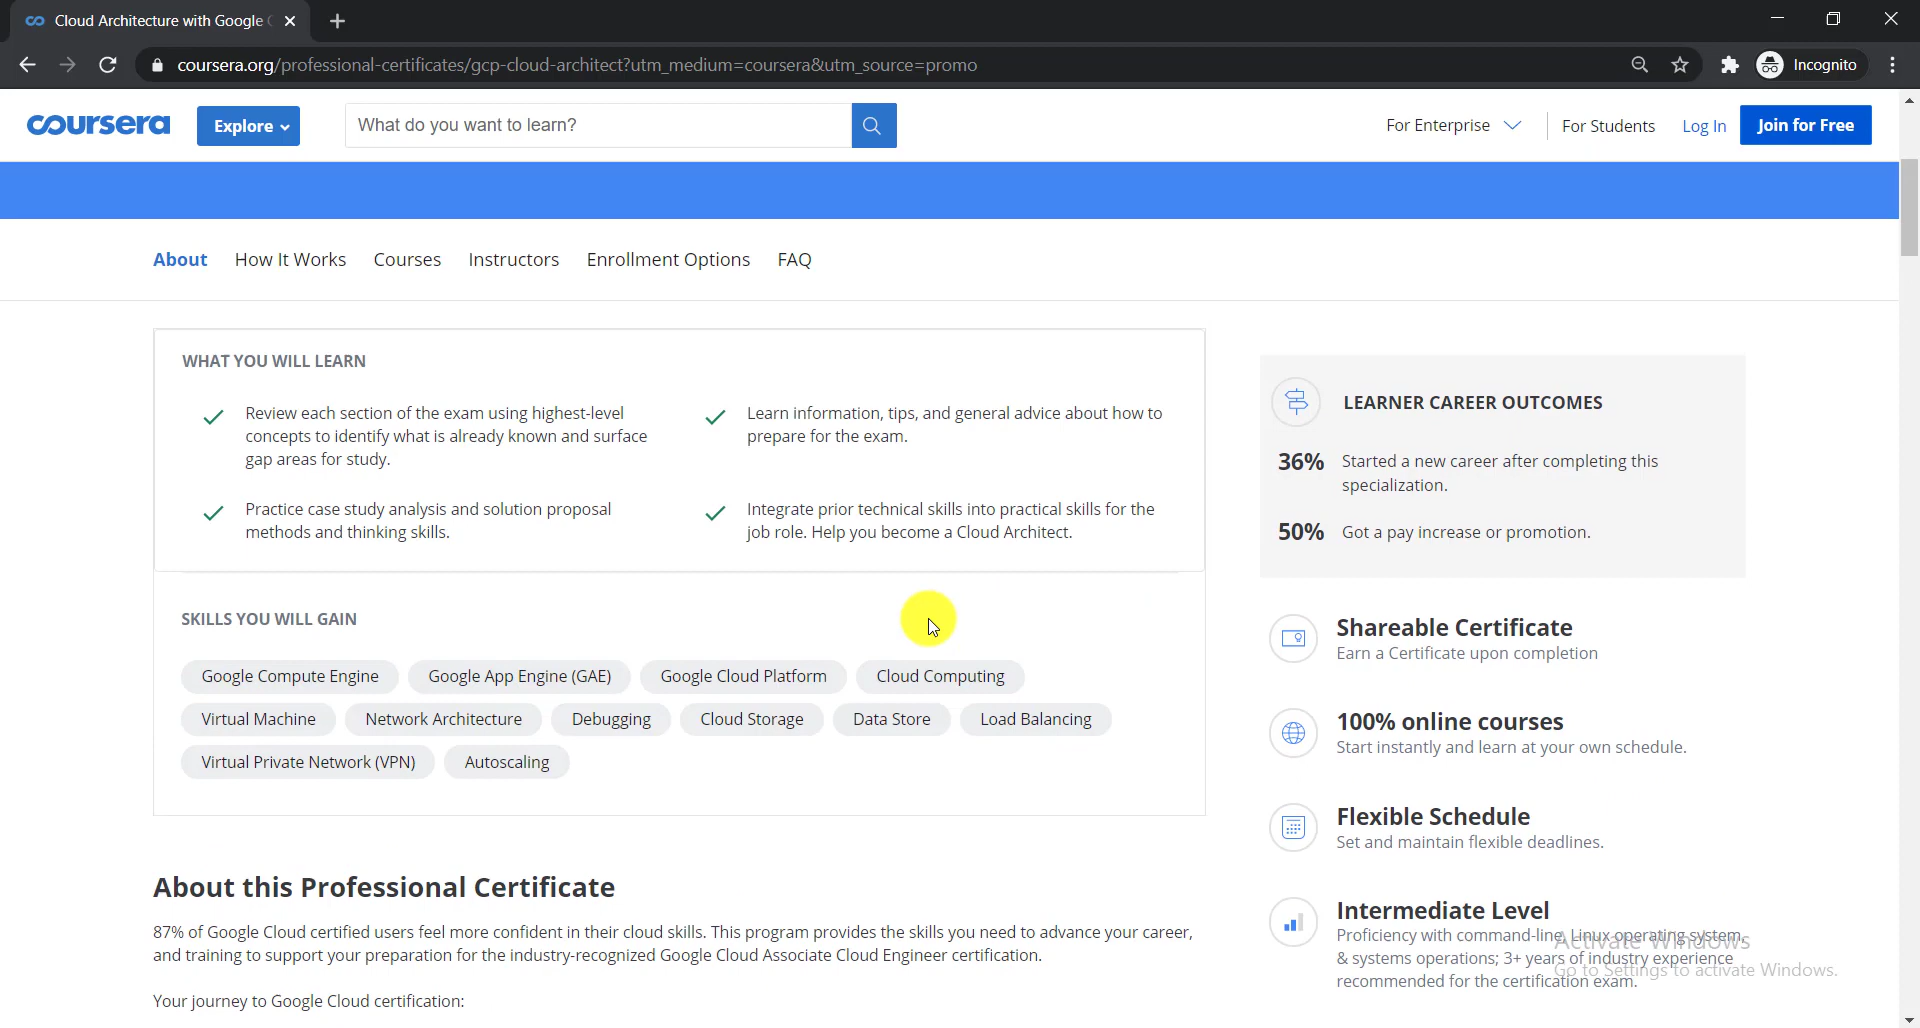 Cloud Architecture with Google
coursera.org/professional-certificates/gcp-cloud-architect?utm_medium=coursera&utm_source=promo
Incognito
coursera
Explore
What do you want to learn?
For Enterprise
For Students
Log In
Join for Free
About
How It Works
Courses
Instructors
Enrollment Options
FAQ
WHAT YOU WILL LEARN
Review each section of the exam using highest-level
concepts to identify what is already known and surface
gap areas for study.
Learn information, tips, and general advice about how to
prepare for the exam.
Practice case study analysis and solution proposal
methods and thinking skills.
Integrate prior technical skills into practical skills for the
job role. Help you become a Cloud Architect.
SKILLS YOU WILL GAIN
Google Compute Engine
Google App Engine (GAE)
Google Cloud Platform
Cloud Computing
Virtual Machine
Network Architecture
Debugging
Cloud Storage
Data Store
Load Balancing
Virtual Private Network (VPN)
Autoscaling
About this Professional Certificate
87% of Google Cloud certified users feel more confident in their cloud skills. This program provides the skills you need to advance your career,
and training to support your preparation for the industry-recognized Google Cloud Associate Cloud Engineer certification.
Your journey to Google Cloud certification:
LEARNER CAREER OUTCOMES
36% Started a new career after completing this
specialization.
50% Got a pay increase or promotion.
Shareable Certificate
Earn a Certificate upon completion
100% online courses
Start instantly and learn at your own schedule.
Flexible Schedule
Set and maintain flexible deadlines.
Intermediate Level
Proficiency with command-line, Linux operating system,
& systems operations; 3+ years of industry experience
recommended for the certification exam.
Activate Windows
Go to Settings to activate Windows.